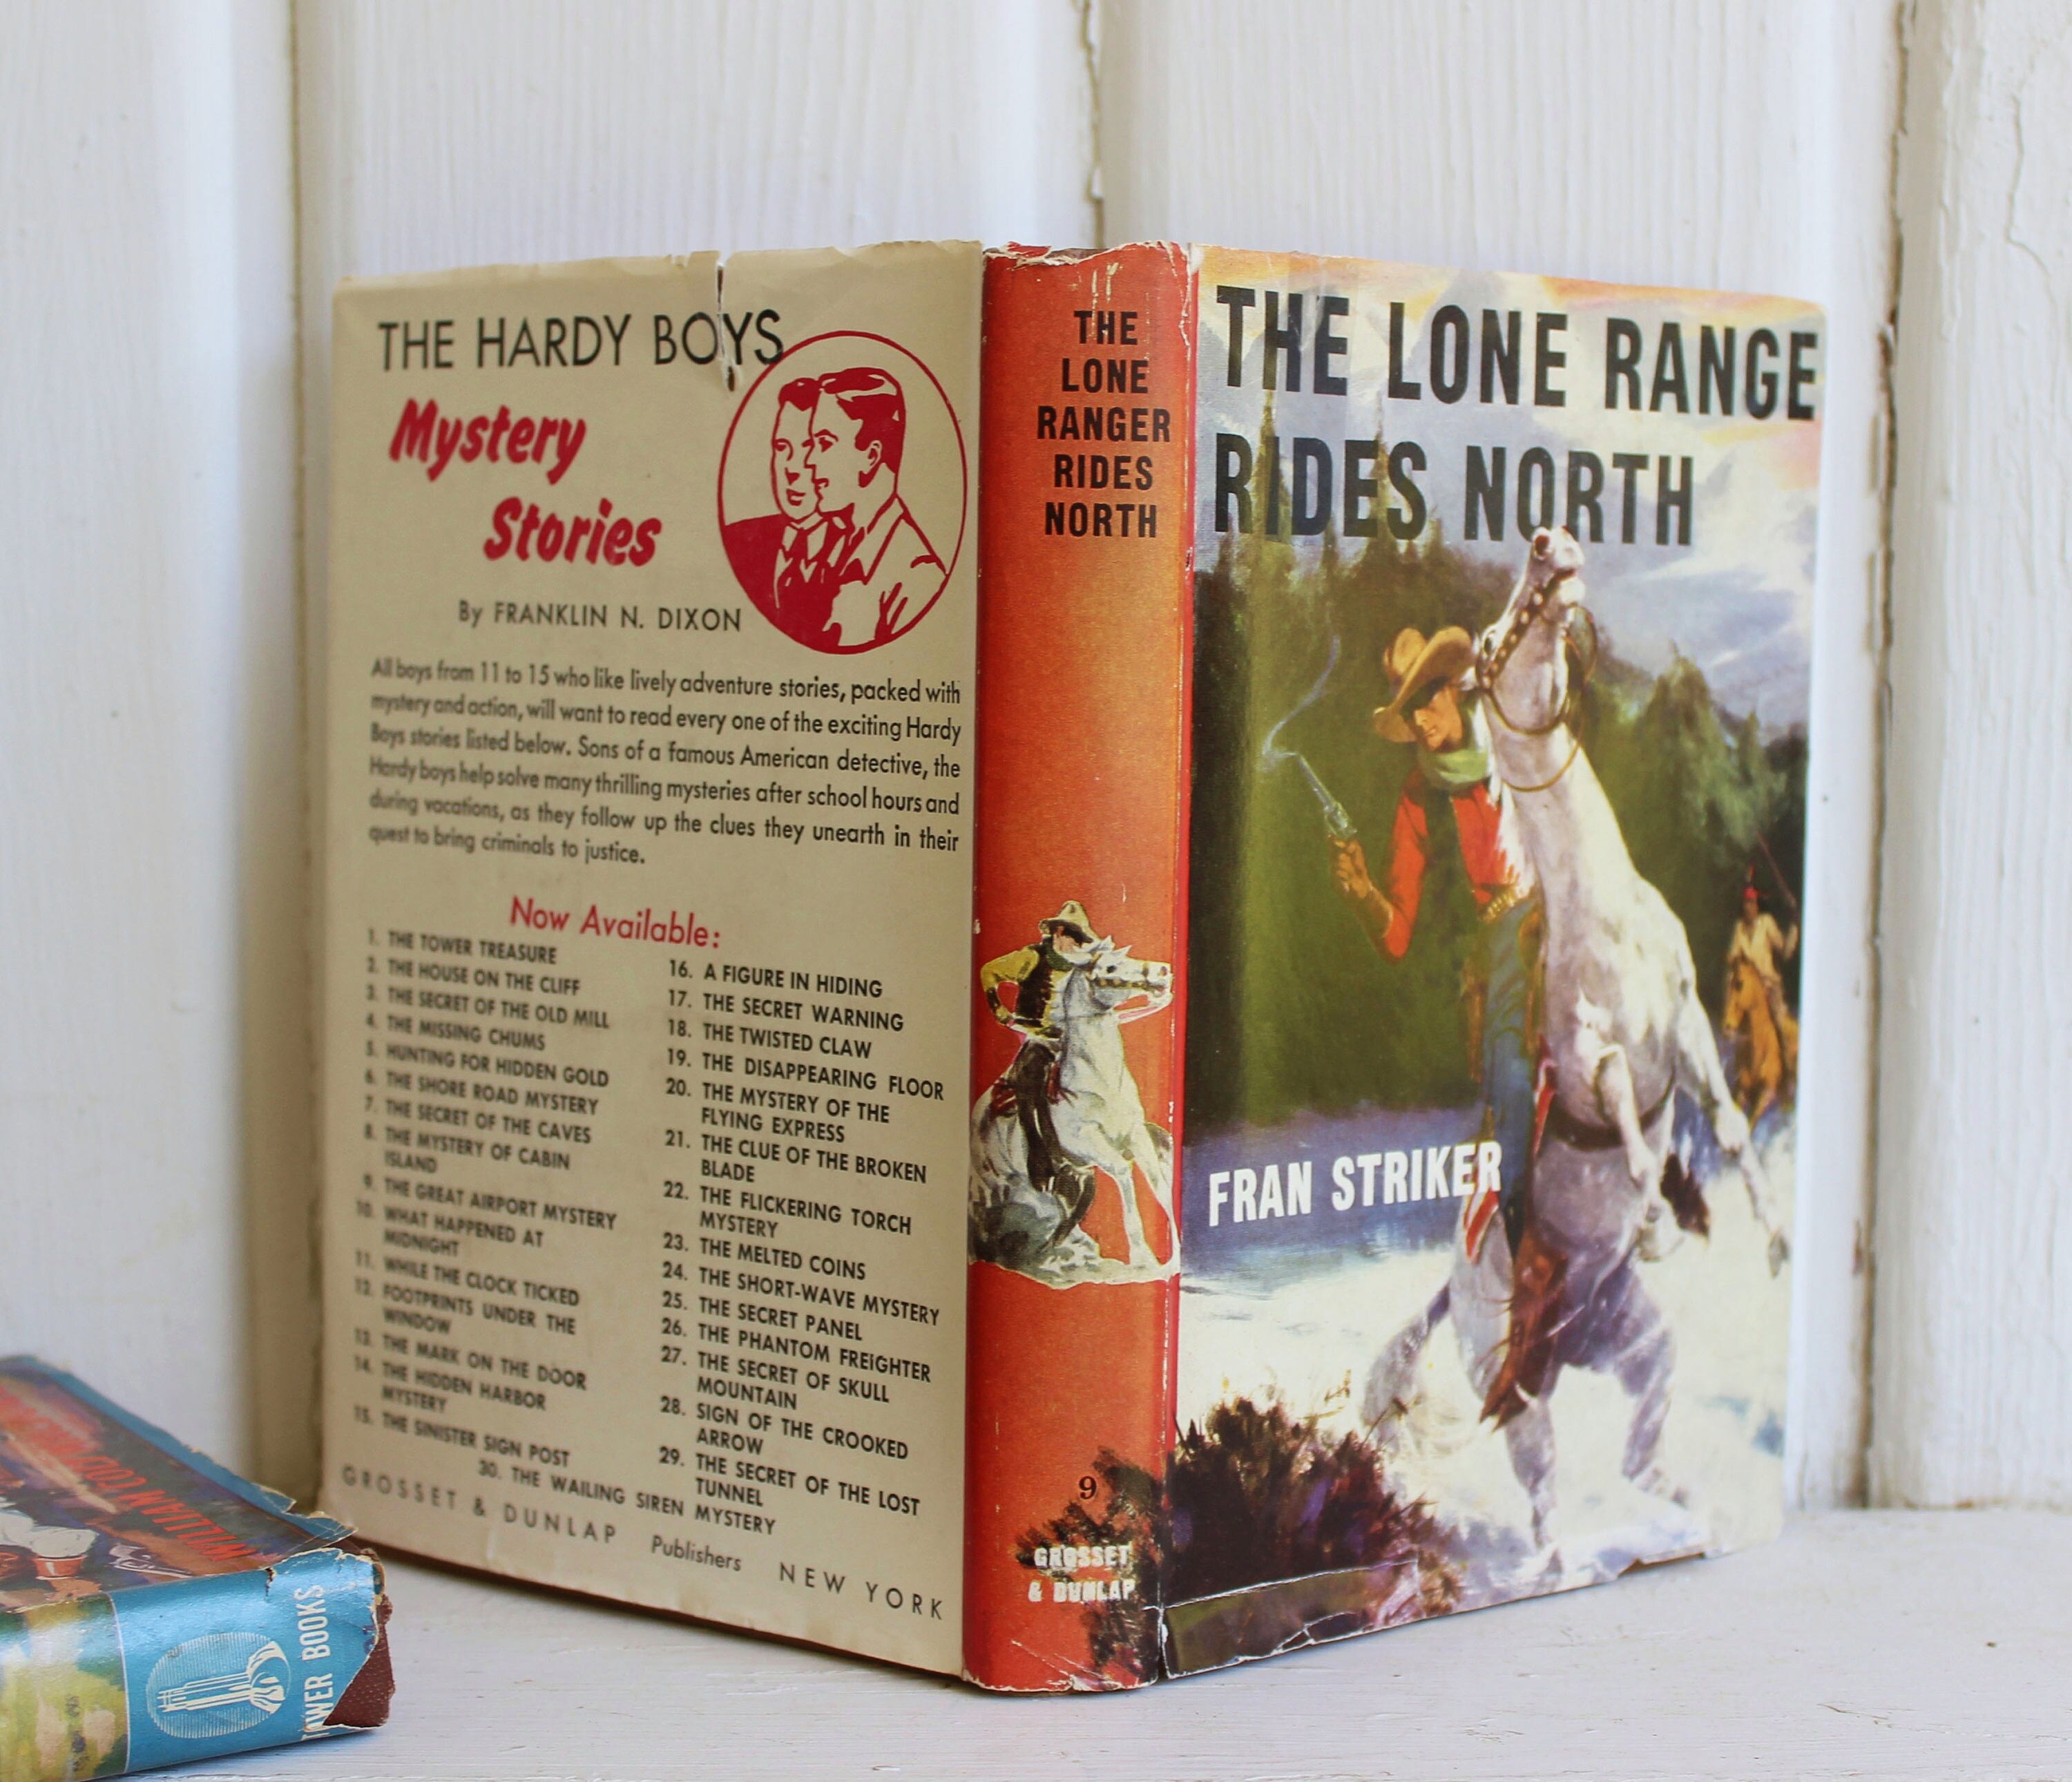 THE HARDY BOYS
Mystery
Stories
By FRANKLIN N. DIXON
All boys from 11 to 15 who like lively adventure stories, packed with
mystery and action, will want to read every one of the exciting Hardy
Boys stories listed below. Sons of a famous American detective, the
Hardy boys help solve many thrilling mysteries after school hours and
during vacations, as they follow up the clues they unearth in their
quest to bring criminals to justice.
Now Available:
1. THE TOWER TREASURE
2. THE HOUSE ON THE CLIFF
3. THE SECRET OF THE OLD MILL
4. THE MISSING CHUMS
5. HUNTING FOR HIDDEN GOLD
6. THE SHORE ROAD MYSTERY
7. THE SECRET OF THE CAVES
8. THE MYSTERY OF CABIN
ISLAND
9. THE GREAT AIRPORT MYSTERY
10. WHAT HAPPENED AT
MIDNIGHT
11. WHILE THE CLOCK TICKED
12. FOOTPRINTS UNDER THE
WINDOW
13. THE MARK ON THE DOOR
14. THE HIDDEN HARBOR
MYSTERY
15. THE SINISTER SIGN POST
16. A FIGURE IN HIDING
17. THE SECRET WARNING
18. THE TWISTED CLAW
19. THE DISAPPEARING FLOOR
20. THE MYSTERY OF THE
FLYING EXPRESS
21. THE CLUE OF THE BROKEN
BLADE
22. THE FLICKERING TORCH
MYSTERY
23. THE MELTED COINS
24. THE SHORT-WAVE MYSTERY
25. THE SECRET PANEL
26. THE PHANTOM FREIGHTER
27. THE SECRET OF SKULL
MOUNTAIN
28. SIGN OF THE CROOKED
ARROW
29. THE SECRET OF THE LOST
TUNNEL
30. THE WAILING SIREN MYSTERY
GROSSET & DUNLAP Publishers NEW YORK
THE
LONE
RANGER
RIDES
NORTH
9
GROSSET
& DUNLAP
THE LONE RANGE
RIDES NORTH
FRAN STRIKER
WILLIAN
TOWER BOOKS